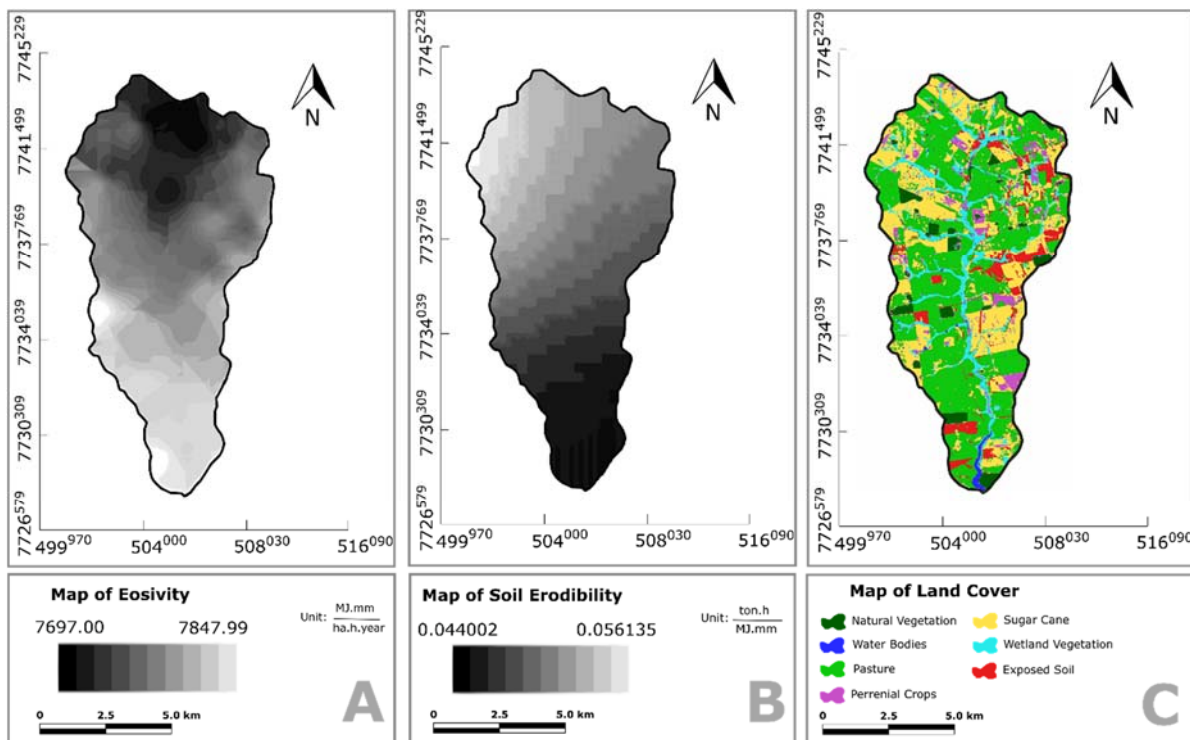 7745229
7741499
7737769
7734039
7730309
7726579
N
499970 504000 508030 516090
Map of Eosivity
Unit: MJ.mm
ha.h.year
7697.00 7847.99
0 2.5 5.0 km
A
7745229
7741499
7737769
7734039
7730309
7726579
N
499970 504000 508030 516090
Map of Soil Erodibility
Unit: ton.h
MJ.mm
0.044002 0.056135
0 2.5 5.0 km
B
7745229
7741499
7737769
7734039
7730309
7726579
N
499970 504000 508030 516090
Map of Land Cover
Natural Vegetation
Water Bodies
Pasture
Perrenial Crops
Sugar Cane
Wetland Vegetation
Exposed Soil
0 2.5 5.0 km
C